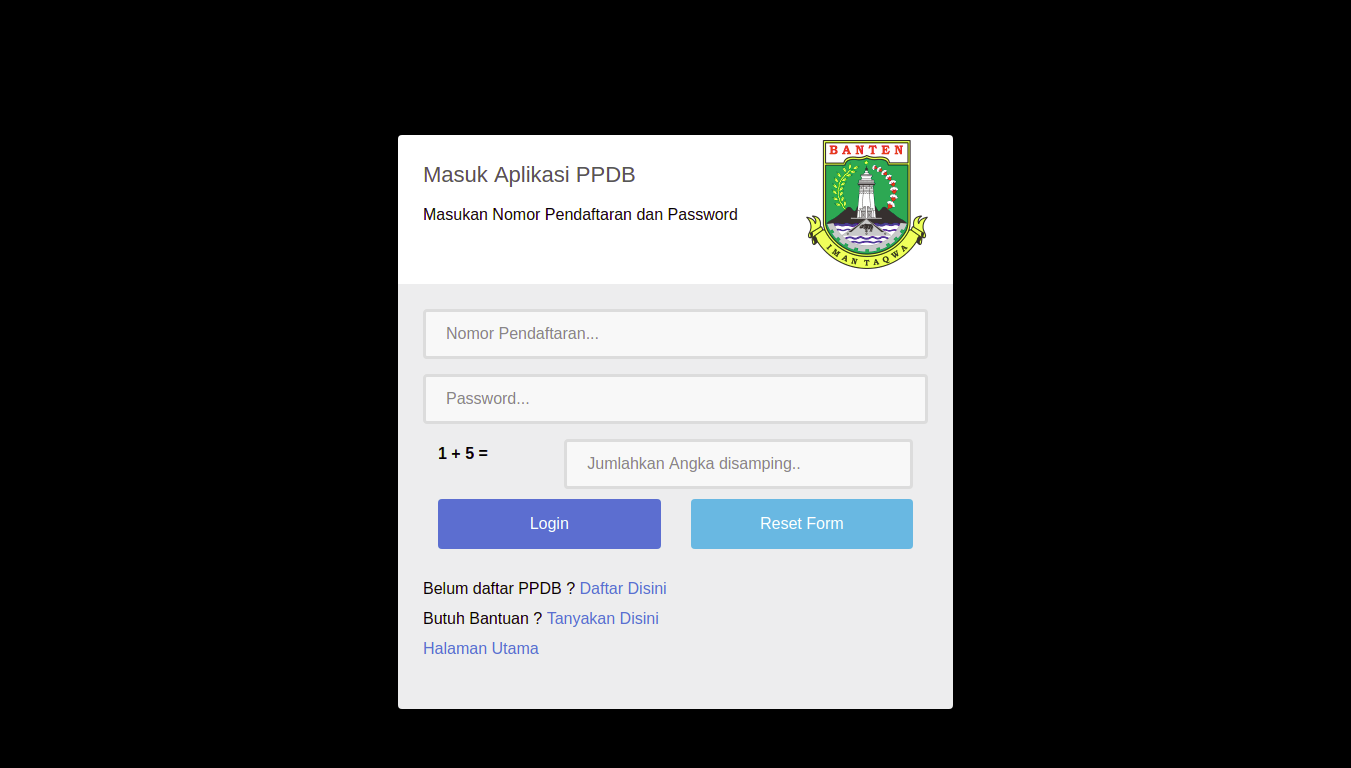 Masuk Aplikasi PPDB
Masukan Nomor Pendaftaran dan Password
BANTEN
IMAN TAQWA
Nomor Pendaftaran...
Password...
1 + 5 =
Jumlahkan Angka disamping..
Login
Reset Form
Belum daftar PPDB ? Daftar Disini
Butuh Bantuan ? Tanyakan Disini
Halaman Utama